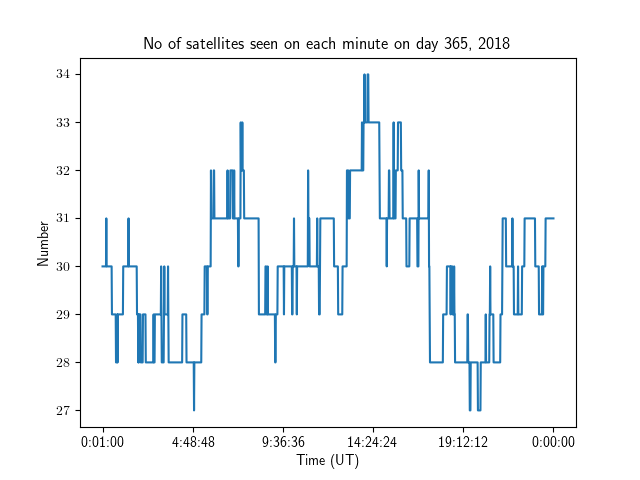 No of satellites seen on each minute on day 365, 2018
34
33
32
31
30
29
28
27
Number
0:01:00 4:48:48 9:36:36 14:24:24 19:12:12 0:00:00
Time (UT)